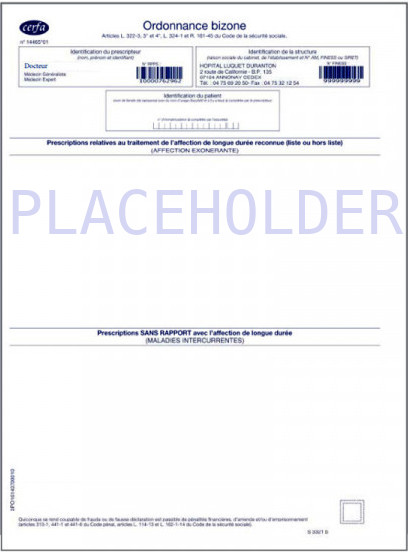 cerfa
n° 14465*01
Ordonnance bizone
Articles L. 322-3, 3° et 4°, L. 324-1 et R. 161-45 du Code de la sécurité sociale.
Identification du prescripteur
(nom, prénom et identifiant)
Docteur
Médecin Généraliste
Médecin Expert
N° RPPS :
Identification de la structure
(raison sociale du cabinet, de l'établissement et N° AM, FINESS ou SIRET)
HOPITAL LUQUET DURANTON
2 route de Californie - B.P. 135
07104 ANNONAY CEDEX
Tél. : 04 75 69 20 50 - Fax : 04 75 32 12 54
N° FINESS
999999999
Identification du patient
Prescriptions relatives au traitement de l'affection de longue durée reconnue (liste ou hors liste)
(AFFECTION EXONERANTE)
PLACEHOLDER
Prescriptions SANS RAPPORT avec l'affection de longue durée
(MALADIES INTERCURRENTES)
Quiconque se rend coupable de fraude ou de fausse déclaration est passible de pénalités financières, d'amende et/ou d'emprisonnement
(articles 313-1, 441-1 et 441-6 du Code pénal, articles L. 114-13 et L. 162-1-14 du Code de la sécurité sociale).